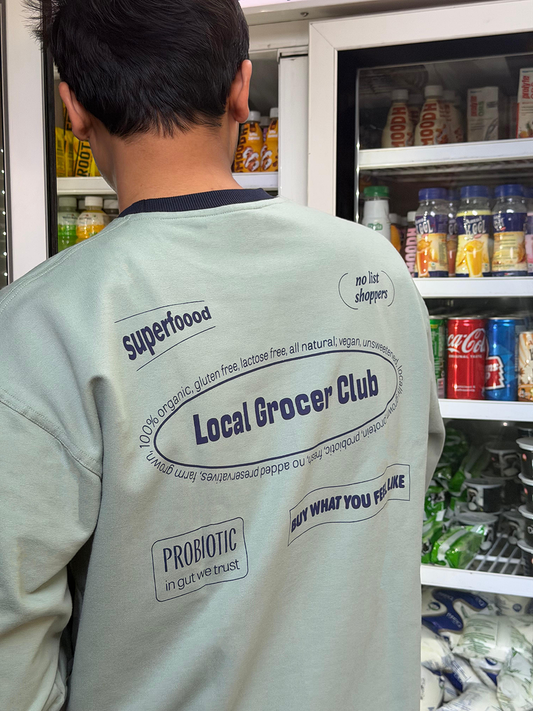 superfoood
no list
shoppers
100% organic, gluten free, lactose free, all natural, vegan, unsweetened,
protein, probiotic, fresh, no added preservatives, farm grown,
Local Grocer Club
BUY WHAT YOU FEEL LIKE
PROBIOTIC
in gut we trust
Coca-Cola